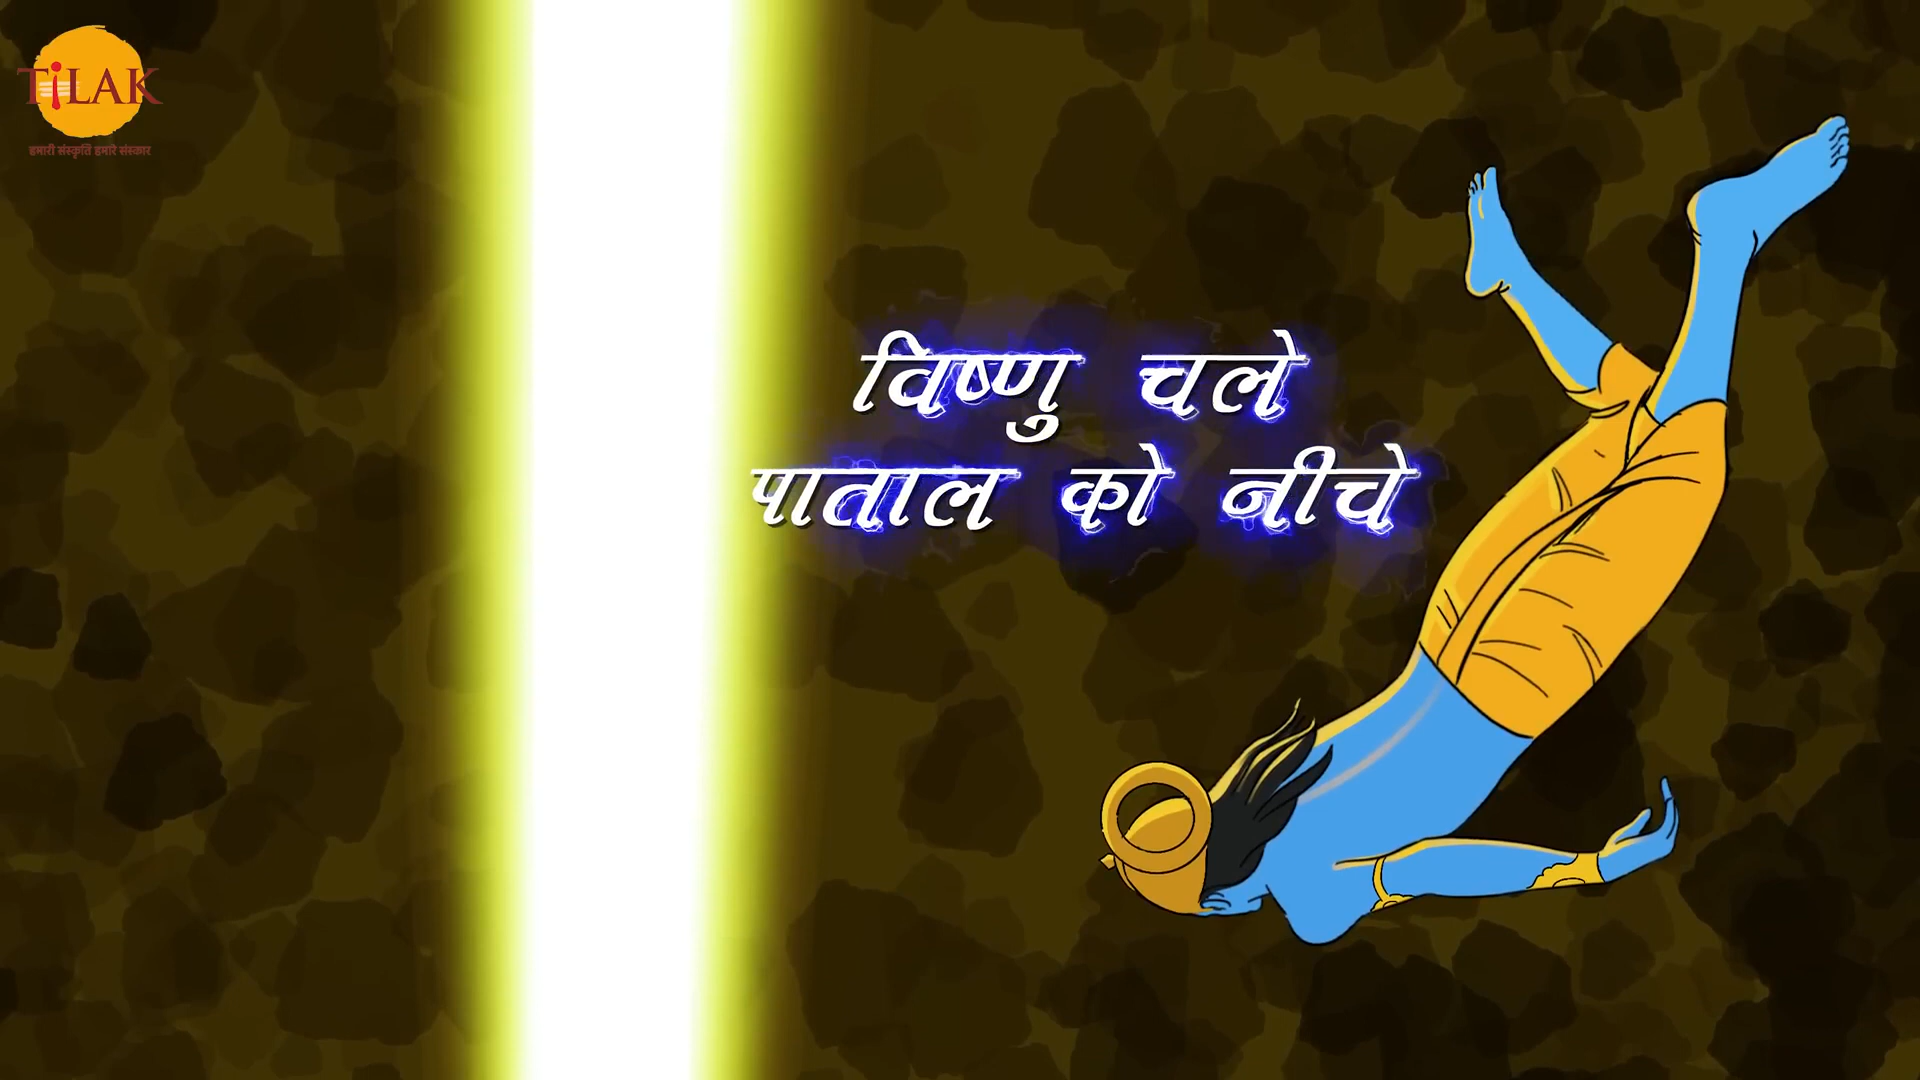 TiLAK
हमारी संस्कृति हमारे संस्कार
विष्णु चले
पाताल को नीचे